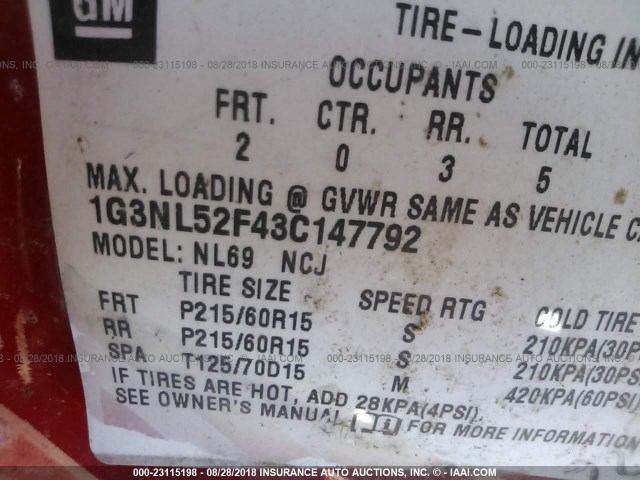 GM
TIRE-LOADING
OCCUPANTS
FRT. CTR. RR. TOTAL
2 0 3 5
MAX. LOADING @ GVWR SAME AS VEHICLE
1G3NL52F43C147792
MODEL: NL69 NCJ
TIRE SIZE SPEED RTG COLD TIRE
FRT P215/60R15 S 210KPA(30PS
RR P215/60R15 S 210KPA(30PS
SPA T125/70D15 M 420KPA(60PSI
IF TIRES ARE HOT, ADD 28KPA(4PSI).
SEE OWNER'S MANUAL FOR MORE INFORMATION
000-23115198 - 08/28/2018 INSURANCE AUTO AUCTIONS, INC. - © - IAAI.COM